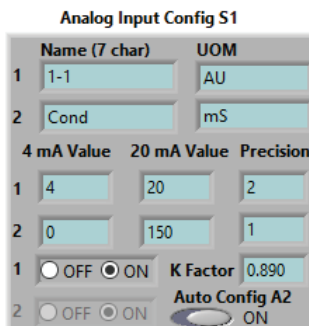 Analog Input Config S1
Name (7 char) UOM
1 1-1 AU
2 Cond mS
4 mA Value 20 mA Value Precision
1 4 20 2
2 0 150 1
1 OFF ON K Factor 0.890
Auto Config A2
2 OFF ON ON